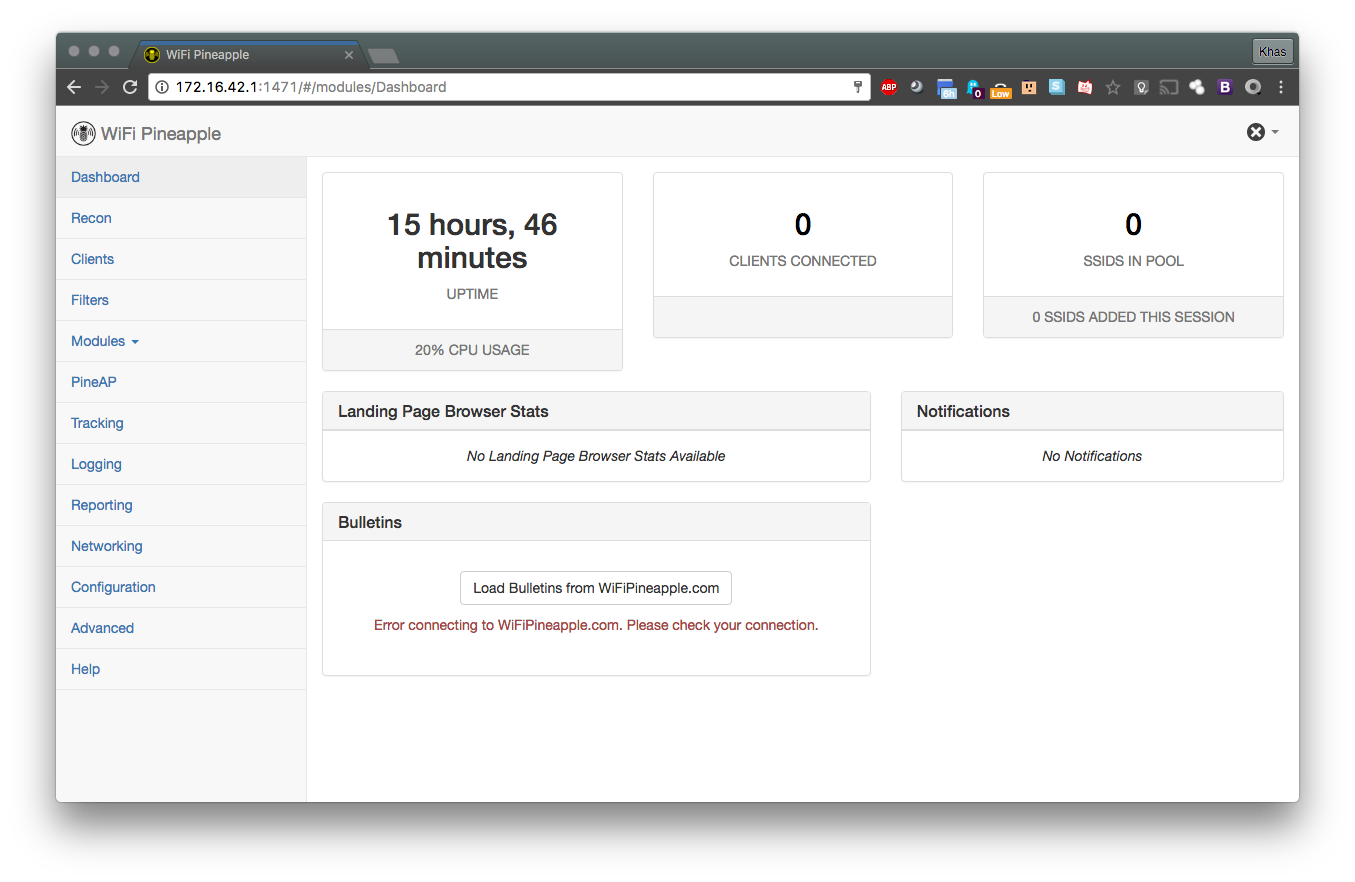 WiFi Pineapple
Khas
172.16.42.1:1471/#/modules/Dashboard
ABP
6h
0
Low
S
B
WiFi Pineapple
Dashboard
Recon
Clients
Filters
Modules
PineAP
Tracking
Logging
Reporting
Networking
Configuration
Advanced
Help
15 hours, 46
minutes
UPTIME
20% CPU USAGE
0
CLIENTS CONNECTED
0
SSIDS IN POOL
0 SSIDS ADDED THIS SESSION
Landing Page Browser Stats
No Landing Page Browser Stats Available
Notifications
No Notifications
Bulletins
Load Bulletins from WiFiPineapple.com
Error connecting to WiFiPineapple.com. Please check your connection.